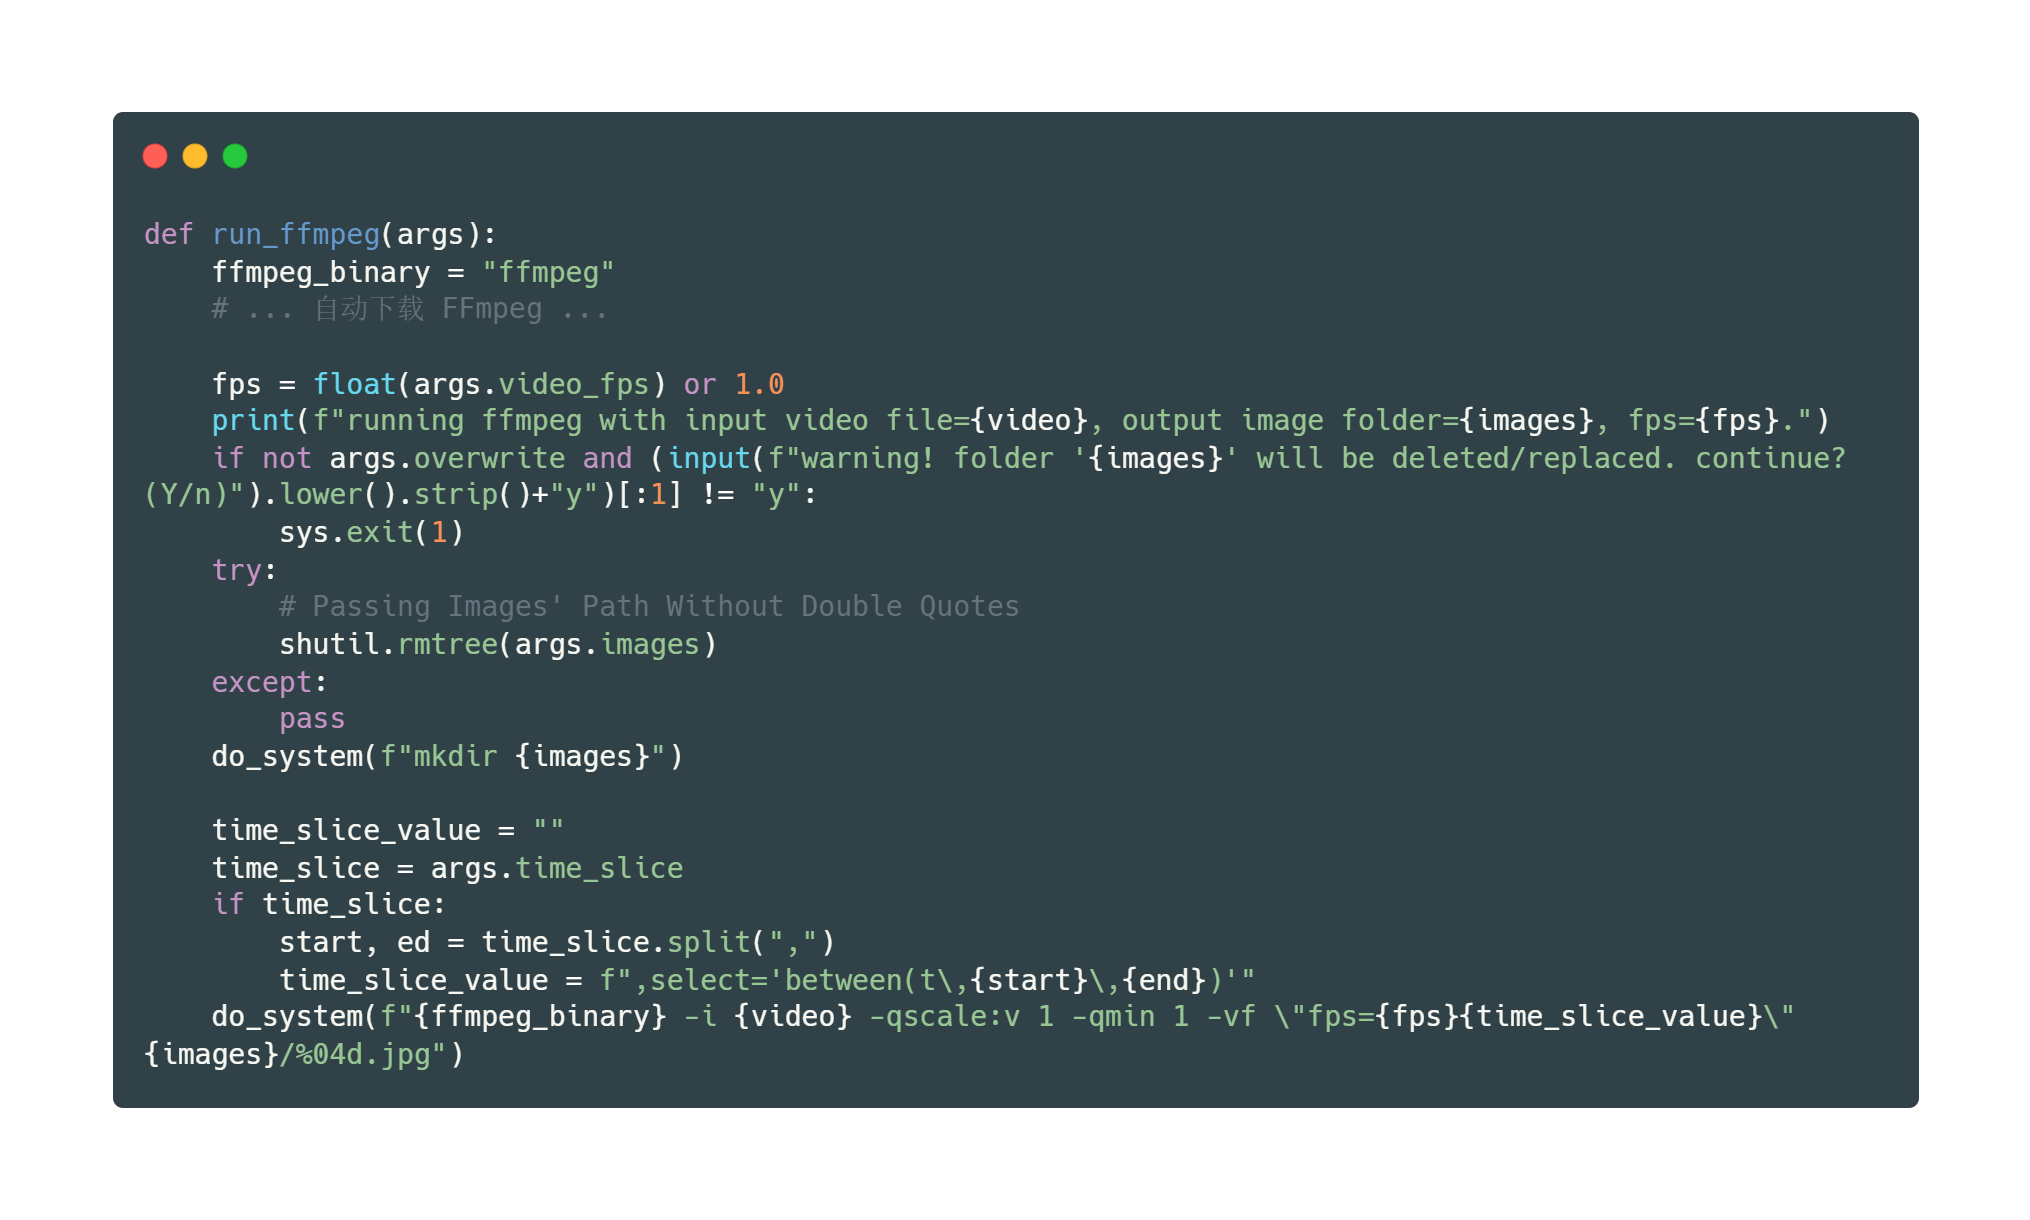 def run_ffmpeg(args):
    ffmpeg_binary = "ffmpeg"
    # ... 自动下载 FFmpeg ...

    fps = float(args.video_fps) or 1.0
    print(f"running ffmpeg with input video file={video}, output image folder={images}, fps={fps}.")
    if not args.overwrite and (input(f"warning! folder '{images}' will be deleted/replaced. continue?
(Y/n)").lower().strip()+"y")[:1] != "y":
        sys.exit(1)
    try:
        # Passing Images' Path Without Double Quotes
        shutil.rmtree(args.images)
    except:
        pass
    do_system(f"mkdir {images}")

    time_slice_value = ""
    time_slice = args.time_slice
    if time_slice:
        start, ed = time_slice.split(",")
        time_slice_value = f",select='between(t\,{start}\,{end})'"
    do_system(f"{ffmpeg_binary} -i {video} -qscale:v 1 -qmin 1 -vf \"fps={fps}{time_slice_value}\"
{images}/%04d.jpg")